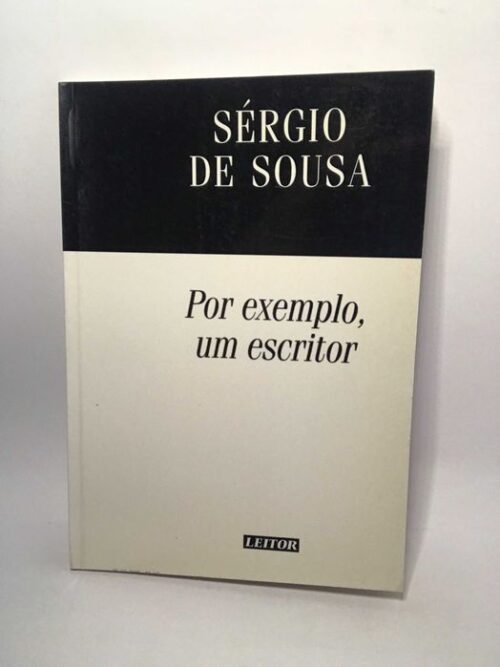 SÉRGIO
DE SOUSA
Por exemplo,
um escritor
LEITOR